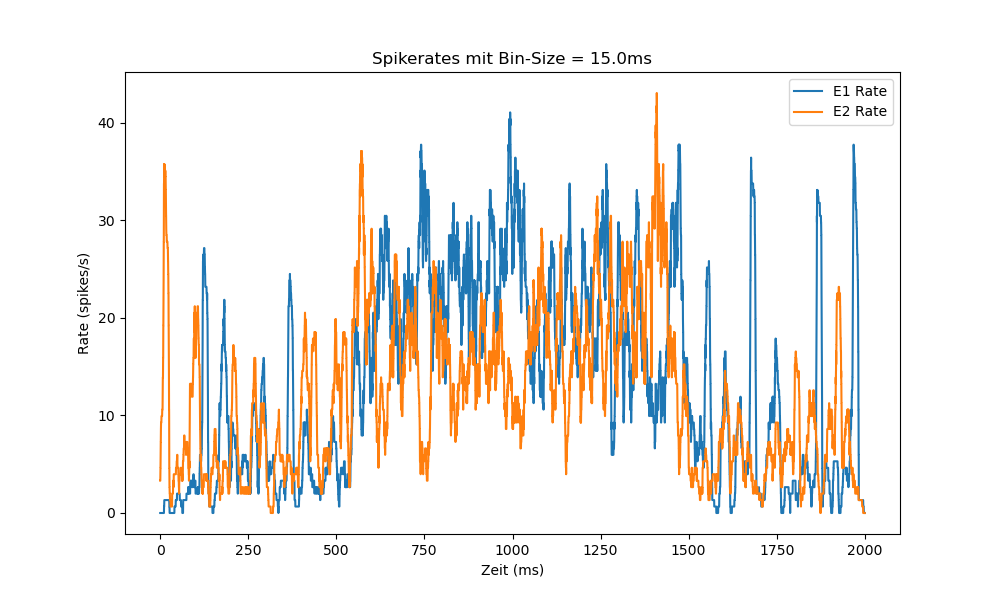 Spikerates mit Bin-Size = 15.0ms
E1 Rate
E2 Rate
Rate (spikes/s)
40
30
20
10
0
0 250 500 750 1000 1250 1500 1750 2000
Zeit (ms)